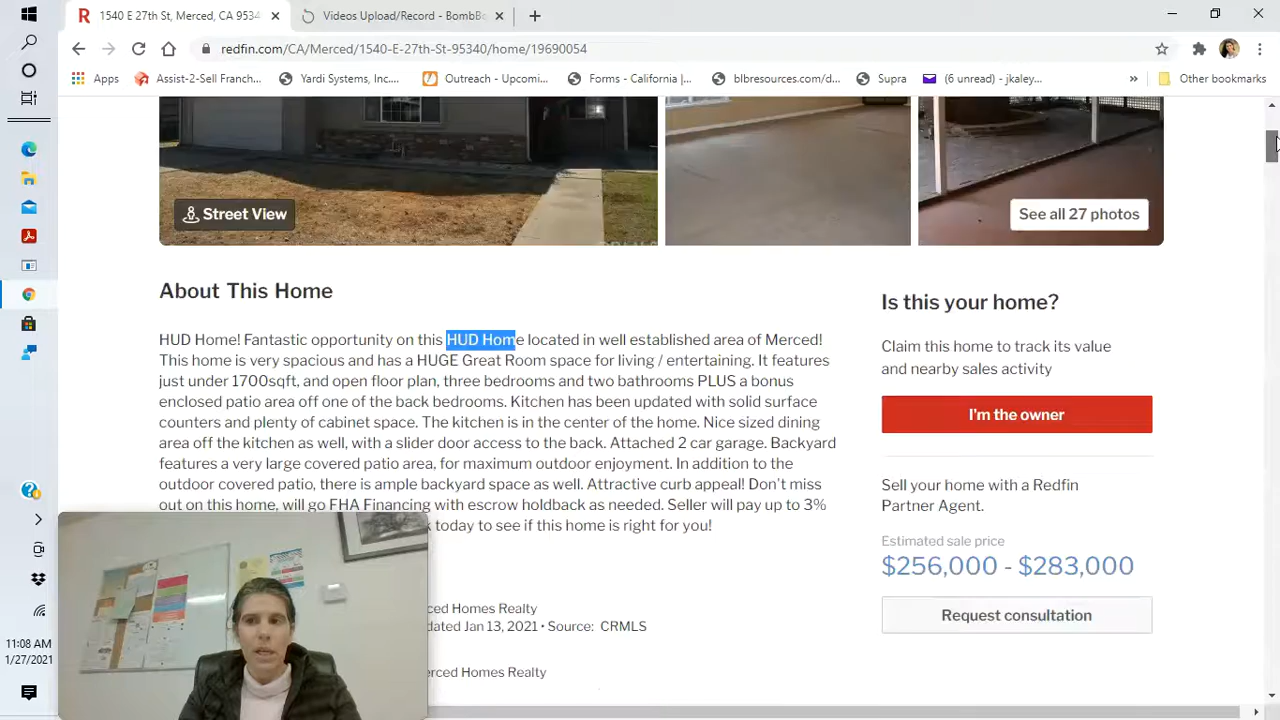 1540 E 27th St, Merced, CA 9534
Videos Upload/Record - BombBo
redfin.com/CA/Merced/1540-E-27th-St-95340/home/19690054
Apps
Assist-2-Sell Franch...
Yardi Systems, Inc....
Outreach - Upcomi...
Forms - California |...
blbresources.com/d...
Supra
(6 unread) - jkaley...
»
Other bookmarks
Street View
See all 27 photos
About This Home
HUD Home! Fantastic opportunity on this HUD Home located in well established area of Merced!
This home is very spacious and has a HUGE Great Room space for living / entertaining. It features
just under 1700sqft, and open floor plan, three bedrooms and two bathrooms PLUS a bonus
enclosed patio area off one of the back bedrooms. Kitchen has been updated with solid surface
counters and plenty of cabinet space. The kitchen is in the center of the home. Nice sized dining
area off the kitchen as well, with a slider door access to the back. Attached 2 car garage. Backyard
features a very large covered patio area, for maximum outdoor enjoyment. In addition to the
outdoor covered patio, there is ample backyard space as well. Attractive curb appeal! Don't miss
out on this home, will go FHA Financing with escrow holdback as needed. Seller will pay up to 3%
today to see if this home is right for you!
erced Homes Realty
dated Jan 13, 2021 • Source: CRMLS
erced Homes Realty
Is this your home?
Claim this home to track its value
and nearby sales activity
I'm the owner
Sell your home with a Redfin
Partner Agent.
Estimated sale price
$256,000 - $283,000
Request consultation
11:08 AM
1/27/2021